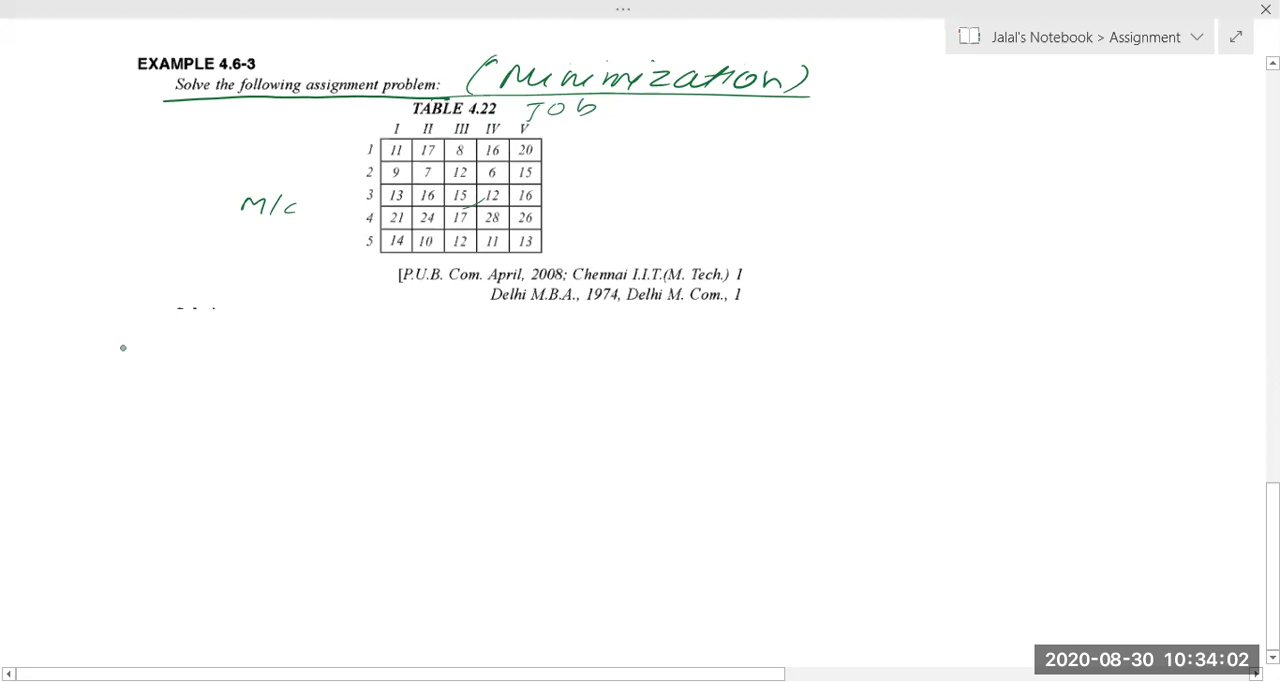 Jalal's Notebook > Assignment
EXAMPLE 4.6-3
Solve the following assignment problem: (Minimization)
TABLE 4.22 Job
I II III IV V
1 11 17 8 16 20
2 9 7 12 6 15
M/c
3 13 16 15 12 16
4 21 24 17 28 26
5 14 10 12 11 13
[P.U.B. Com. April, 2008; Chennai I.I.T.(M. Tech.) 1
Delhi M.B.A., 1974, Delhi M. Com., 1
2020-08-30 10:34:02